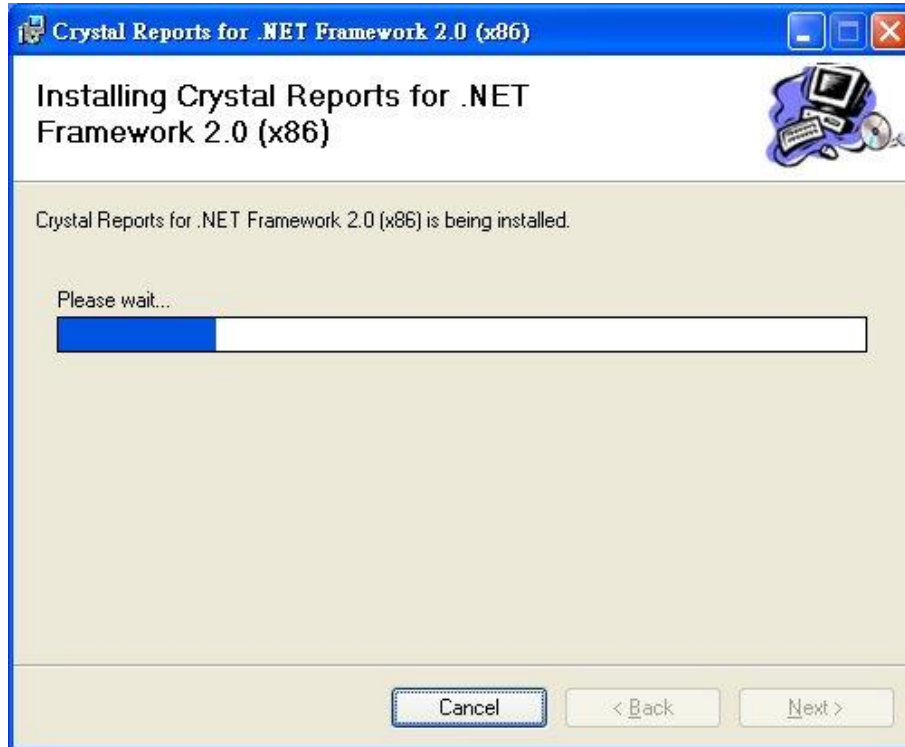 Crystal Reports for .NET Framework 2.0 (x86)
Installing Crystal Reports for .NET
Framework 2.0 (x86)
Crystal Reports for .NET Framework 2.0 (x86) is being installed.
Please wait...
Cancel
< Back
Next >